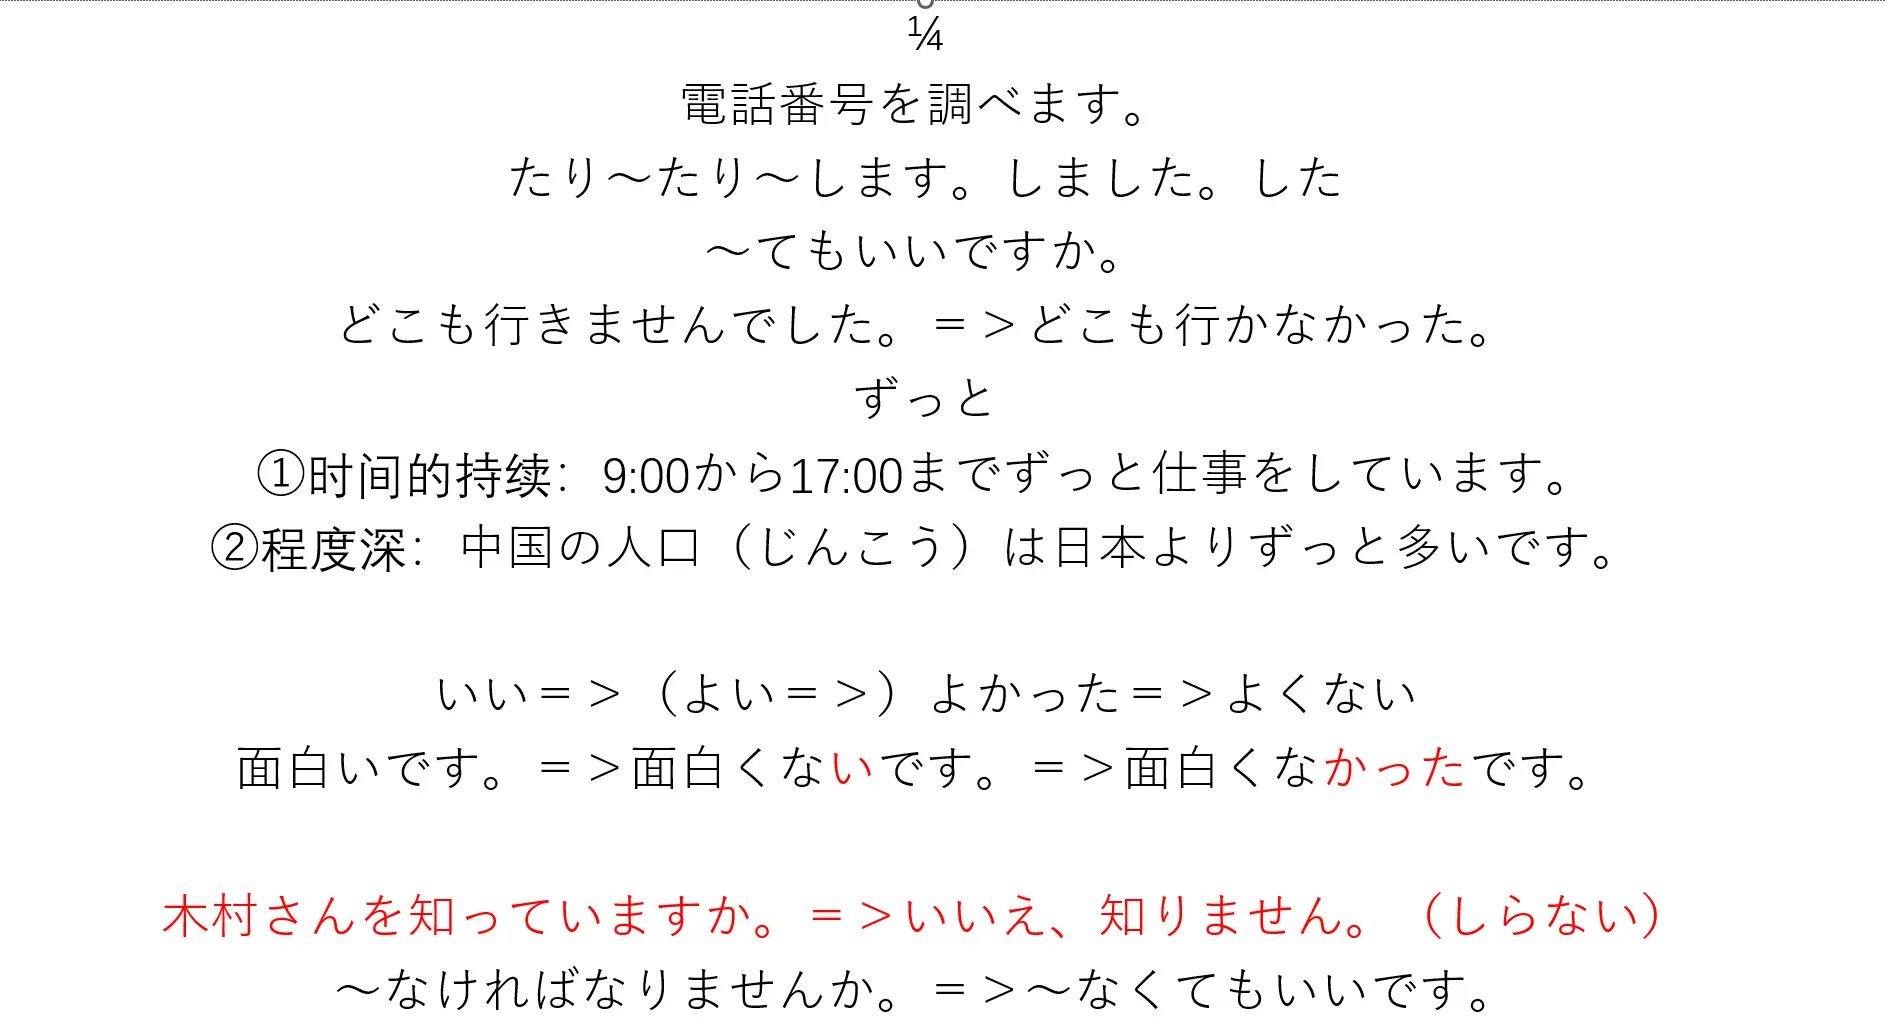 ¼
電話番号を調べます。
たり～たり～します。しました。した
～てもいいですか。
どこも行きませんでした。＝＞どこも行かなかった。
ずっと
①时间的持续：9:00から17:00までずっと仕事をしています。
②程度深：中国の人口（じんこう）は日本よりずっと多いです。
いい＝＞（よい＝＞）よかった＝＞よくない
面白いです。＝＞面白くないです。＝＞面白くなかったです。
木村さんを知っていますか。＝＞いいえ、知りません。（しらない）
～なければなりませんか。＝＞～なくてもいいです。